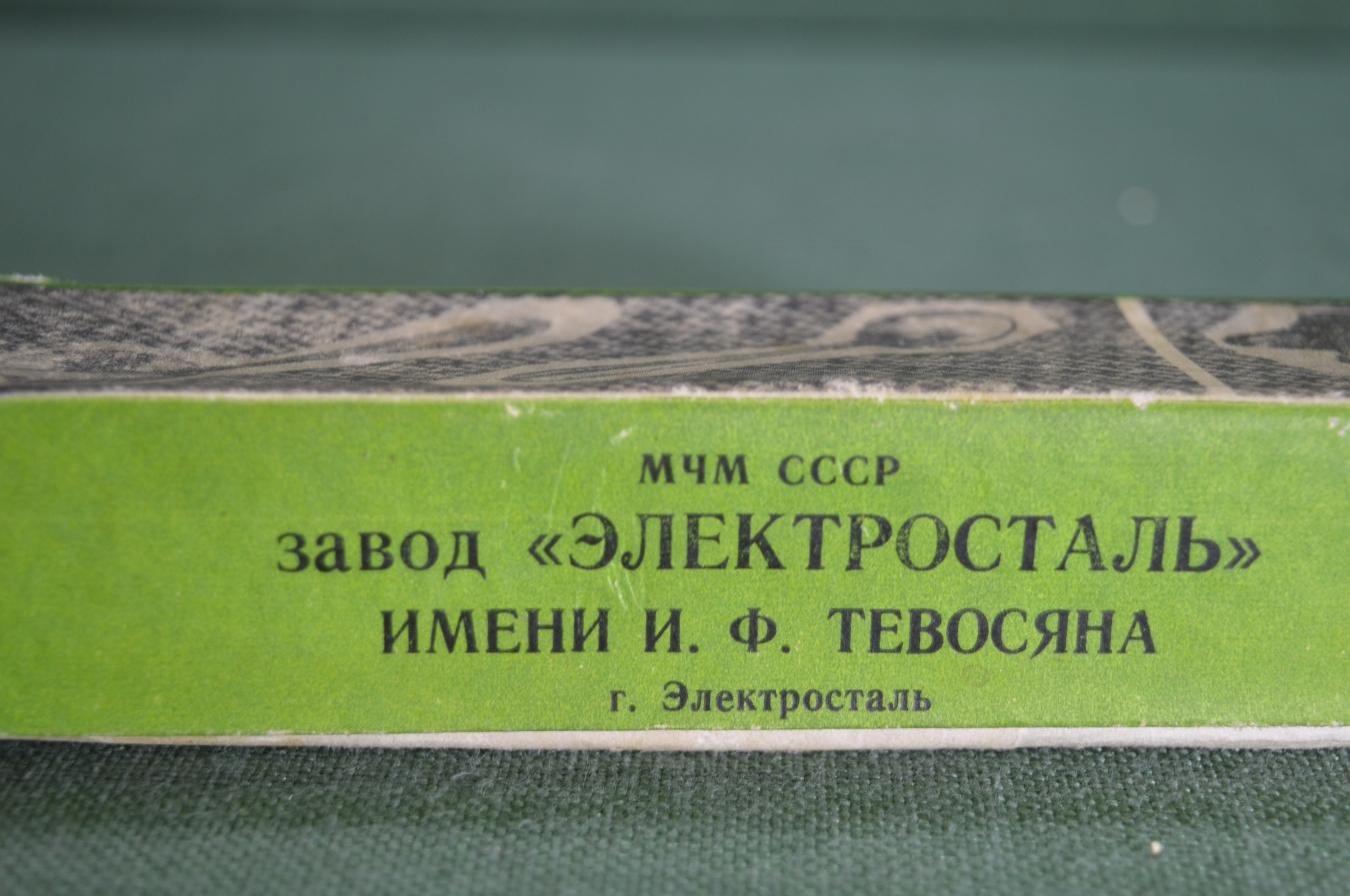 МЧМ СССР
завод «ЭЛЕКТРОСТАЛЬ»
ИМЕНИ И. Ф. ТЕВОСЯНА
г. Электросталь